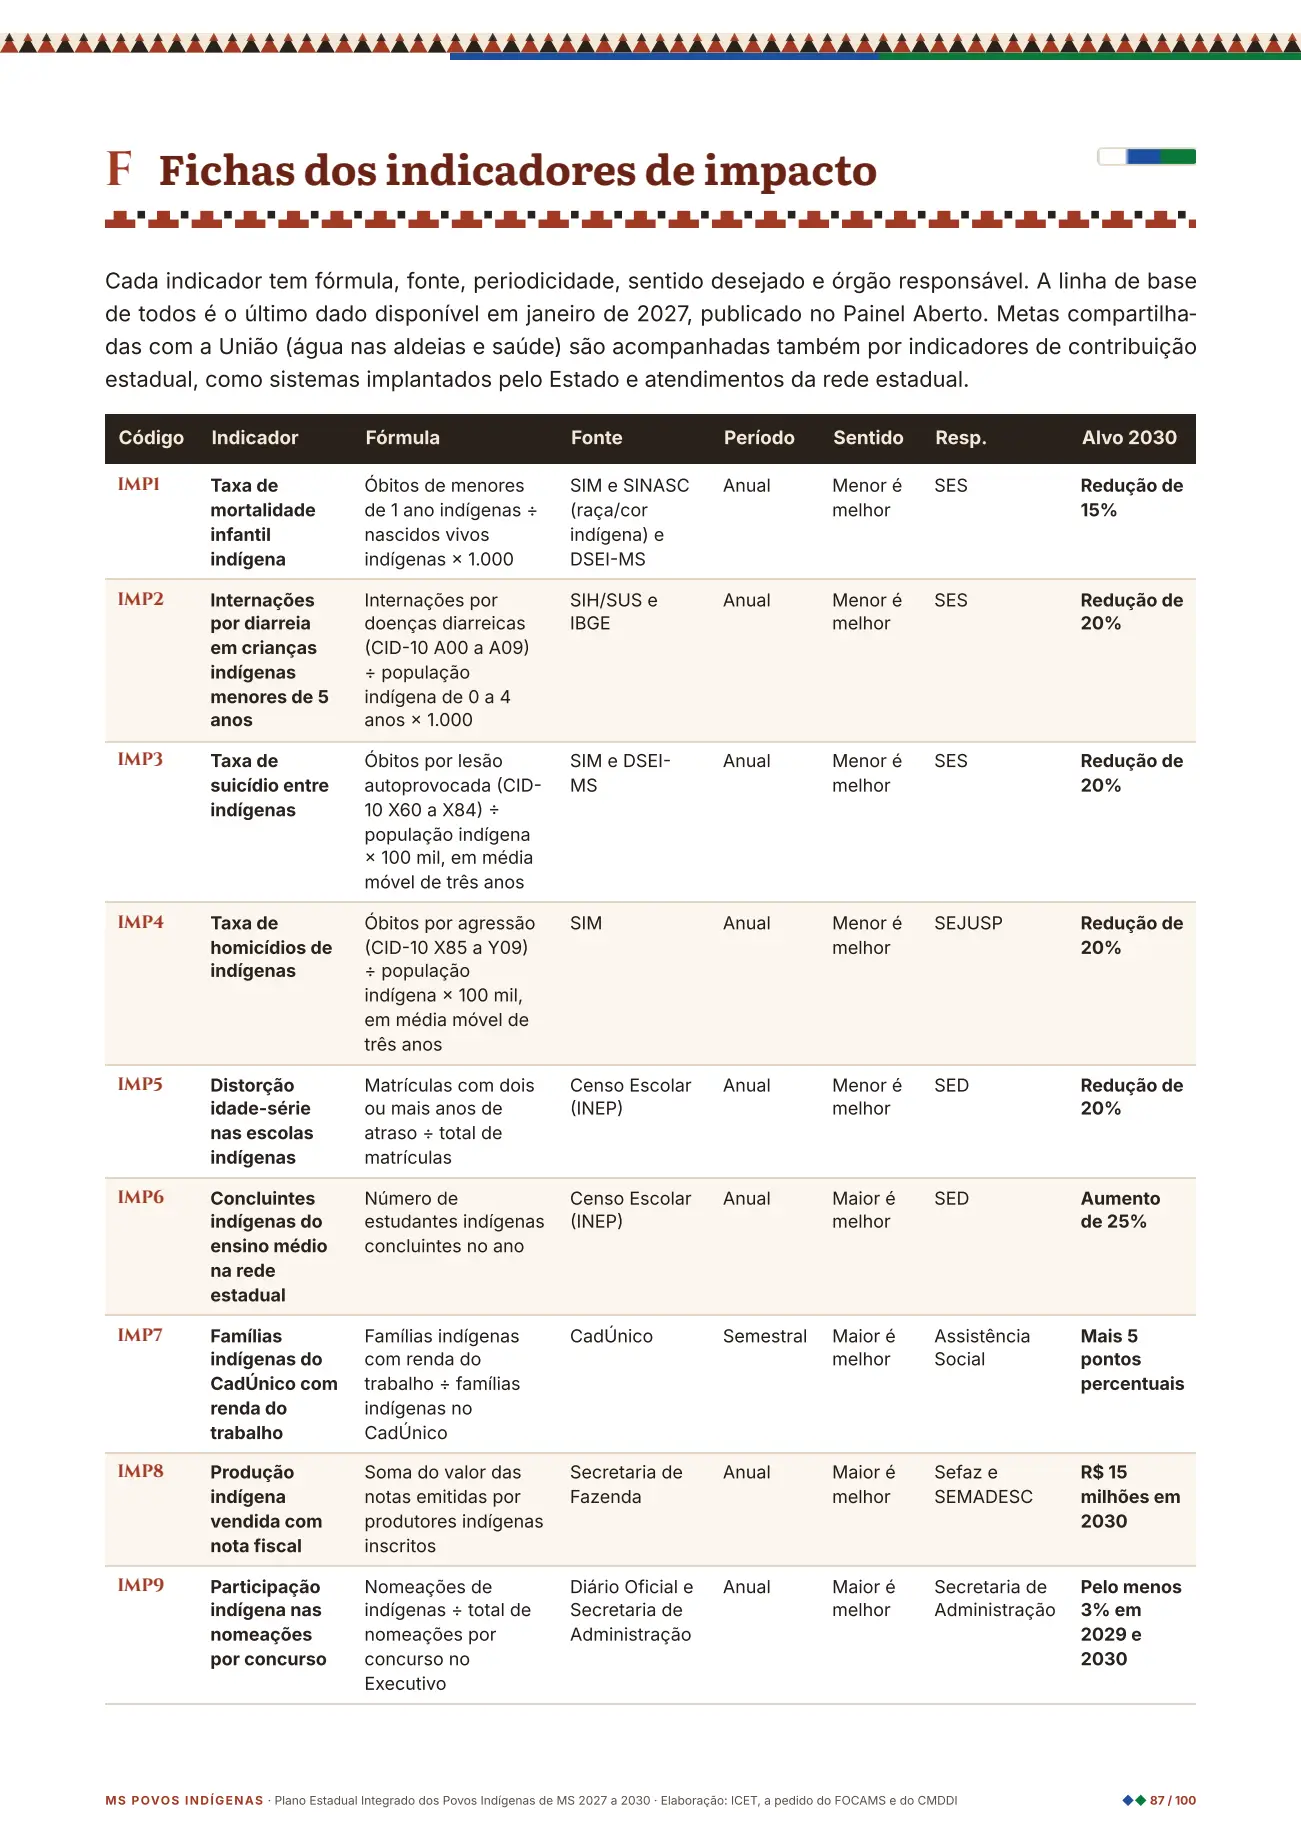 F Fichas dos indicadores de impacto
Cada indicador tem fórmula, fonte, periodicidade, sentido desejado e órgão responsável. A linha de base
de todos é o último dado disponível em janeiro de 2027, publicado no Painel Aberto. Metas compartilha-
das com a União (água nas aldeias e saúde) são acompanhadas também por indicadores de contribuição
estadual, como sistemas implantados pelo Estado e atendimentos da rede estadual.
Código Indicador Fórmula Fonte Período Sentido Resp. Alvo 2030
IMP1 Taxa de Óbitos de menores SIM e SINASC Anual Menor é SES Redução de
mortalidade de 1 ano indígenas ÷ (raça/cor melhor 15%
infantil nascidos vivos indígena) e
indígena indígenas × 1.000 DSEI-MS
IMP2 Internações Internações por SIH/SUS e Anual Menor é SES Redução de
por diarreia doenças diarreicas IBGE melhor 20%
em crianças (CID-10 A00 a A09)
indígenas ÷ população
menores de 5 indígena de 0 a 4
anos anos × 1.000
IMP3 Taxa de Óbitos por lesão SIM e DSEI- Anual Menor é SES Redução de
suicídio entre autoprovocada (CID- MS melhor 20%
indígenas 10 X60 a X84) ÷
população indígena
× 100 mil, em média
móvel de três anos
IMP4 Taxa de Óbitos por agressão SIM Anual Menor é SEJUSP Redução de
homicídios de (CID-10 X85 a Y09) melhor 20%
indígenas ÷ população
indígena × 100 mil,
em média móvel de
três anos
IMP5 Distorção Matrículas com dois Censo Escolar Anual Menor é SED Redução de
idade-série ou mais anos de (INEP) melhor 20%
nas escolas atraso ÷ total de
indígenas matrículas
IMP6 Concluintes Número de Censo Escolar Anual Maior é SED Aumento
indígenas do estudantes indígenas (INEP) melhor de 25%
ensino médio concluintes no ano
na rede
estadual
IMP7 Famílias Famílias indígenas CadÚnico Semestral Maior é Assistência Mais 5
indígenas do com renda do melhor Social pontos
CadÚnico com trabalho ÷ famílias percentuais
renda do indígenas no
trabalho CadÚnico
IMP8 Produção Soma do valor das Secretaria de Anual Maior é Sefaz e R$ 15
indígena notas emitidas por Fazenda melhor SEMADESC milhões em
vendida com produtores indígenas 2030
nota fiscal inscritos
IMP9 Participação Nomeações de Diário Oficial e Anual Maior é Secretaria de Pelo menos
indígena nas indígenas ÷ total de Secretaria de melhor Administração 3% em
nomeações nomeações por Administração 2029 e
por concurso concurso no 2030
Executivo
MS POVOS INDÍGENAS · Plano Estadual Integrado dos Povos Indígenas de MS 2027 a 2030 · Elaboração: ICET, a pedido do FOCAMS e do CMDDI 87 / 100